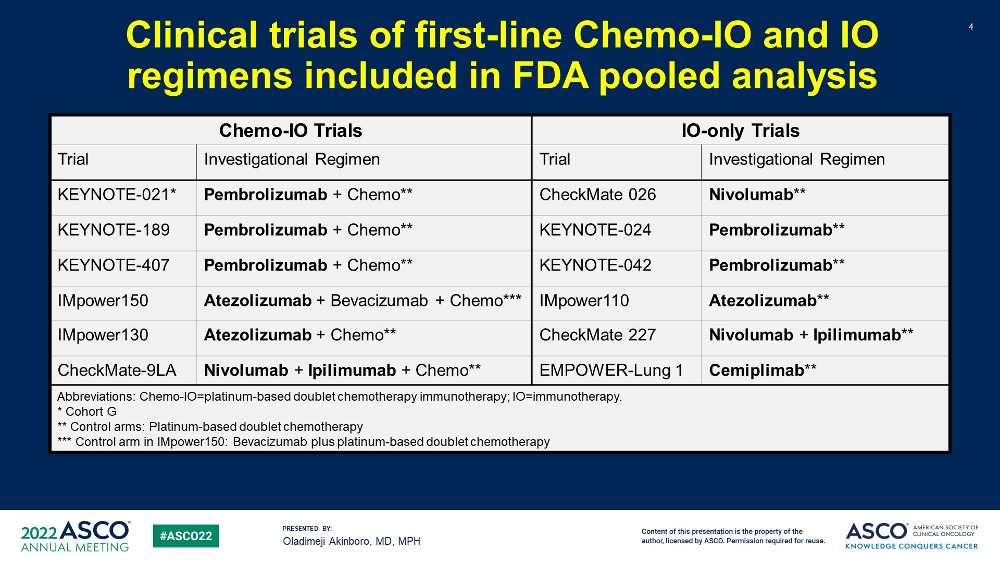 Clinical trials of first-line Chemo-IO and IO
regimens included in FDA pooled analysis
4
Chemo-IO Trials
IO-only Trials
Trial
Investigational Regimen
Trial
Investigational Regimen
KEYNOTE-021*
Pembrolizumab + Chemo**
CheckMate 026
Nivolumab**
KEYNOTE-189
Pembrolizumab + Chemo**
KEYNOTE-024
Pembrolizumab**
KEYNOTE-407
Pembrolizumab + Chemo**
KEYNOTE-042
Pembrolizumab**
IMpower150
Atezolizumab + Bevacizumab + Chemo***
IMpower110
Atezolizumab**
IMpower130
Atezolizumab + Chemo**
CheckMate 227
Nivolumab + Ipilimumab**
CheckMate-9LA
Nivolumab + Ipilimumab + Chemo**
EMPOWER-Lung 1
Cemiplimab**
Abbreviations: Chemo-IO=platinum-based doublet chemotherapy immunotherapy; IO=immunotherapy.
* Cohort G
** Control arms: Platinum-based doublet chemotherapy
*** Control arm in IMpower150: Bevacizumab plus platinum-based doublet chemotherapy
2022 ASCO®
ANNUAL MEETING
#ASCO22
PRESENTED BY:
Oladimeji Akinboro, MD, MPH
Content of this presentation is the property of the
author, licensed by ASCO. Permission required for reuse.
ASCO®
AMERICAN SOCIETY OF
CLINICAL ONCOLOGY
KNOWLEDGE CONQUERS CANCER